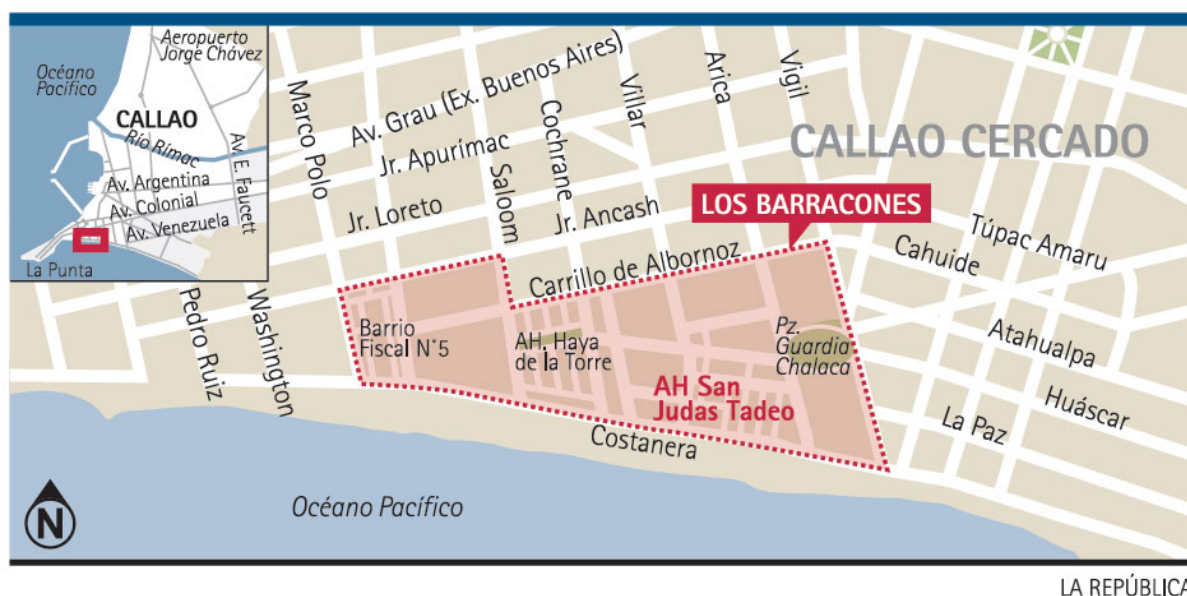 Aeropuerto
Jorge Chávez
Océano
Pacífico
CALLAO
Río Rímac
Av. E. Faucett
Av. Argentina
Av. Colonial
Av. Venezuela
La Punta
Marco Polo
Av. Grau (Ex. Buenos Aires)
Jr. Apurímac
Jr. Loreto
Saloom
Cochrane
Villar
Arica
Vigil
Jr. Ancash
CALLAO CERCADO
LOS BARRACONES
Carrillo de Albornoz
Túpac Amaru
Cahuide
Atahualpa
Huáscar
La Paz
Pedro Ruiz
Washington
Barrio
Fiscal N°5
AH. Haya
de la Torre
Pz.
Guardia
Chalaca
AH San
Judas Tadeo
Costanera
Océano Pacífico
N
LA REPÚBLICA